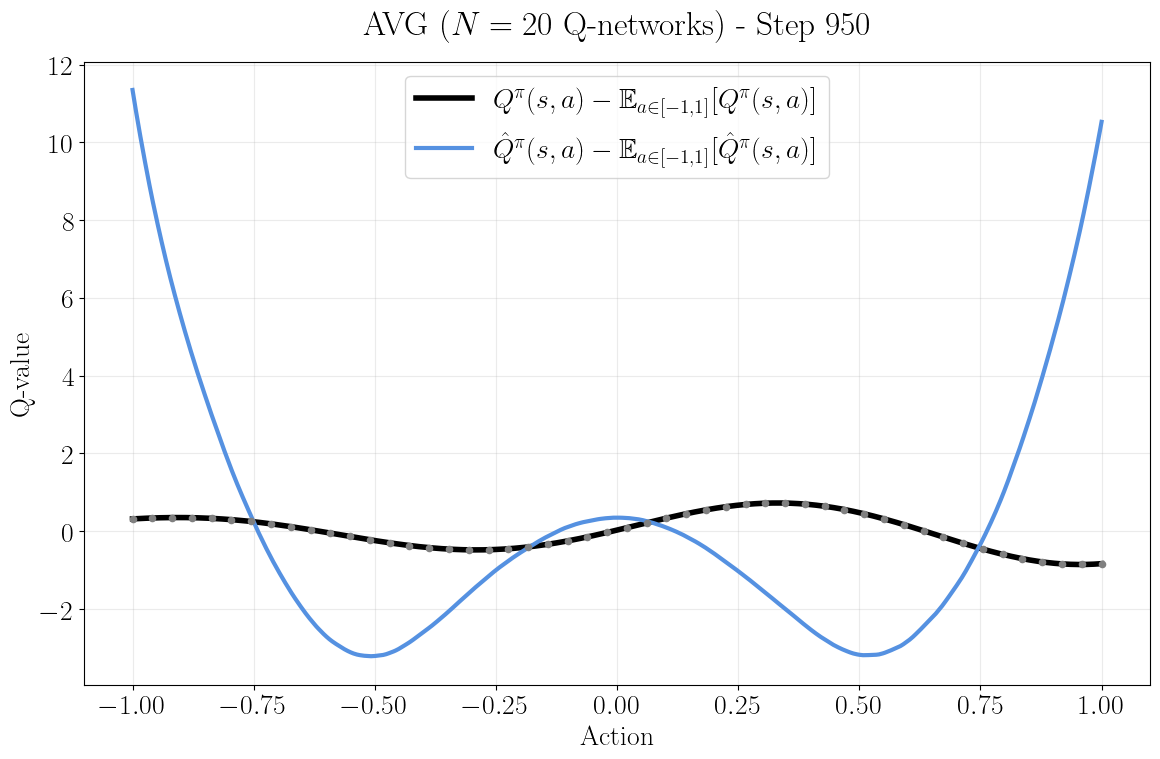 AVG (N = 20 Q-networks) - Step 950
Q^π(s, a) − 𝔼_{a∈[−1,1]}[Q^π(s, a)]
Q̂^π(s, a) − 𝔼_{a∈[−1,1]}[Q̂^π(s, a)]
Q-value
12
10
8
6
4
2
0
−2
−1.00 −0.75 −0.50 −0.25 0.00 0.25 0.50 0.75 1.00
Action